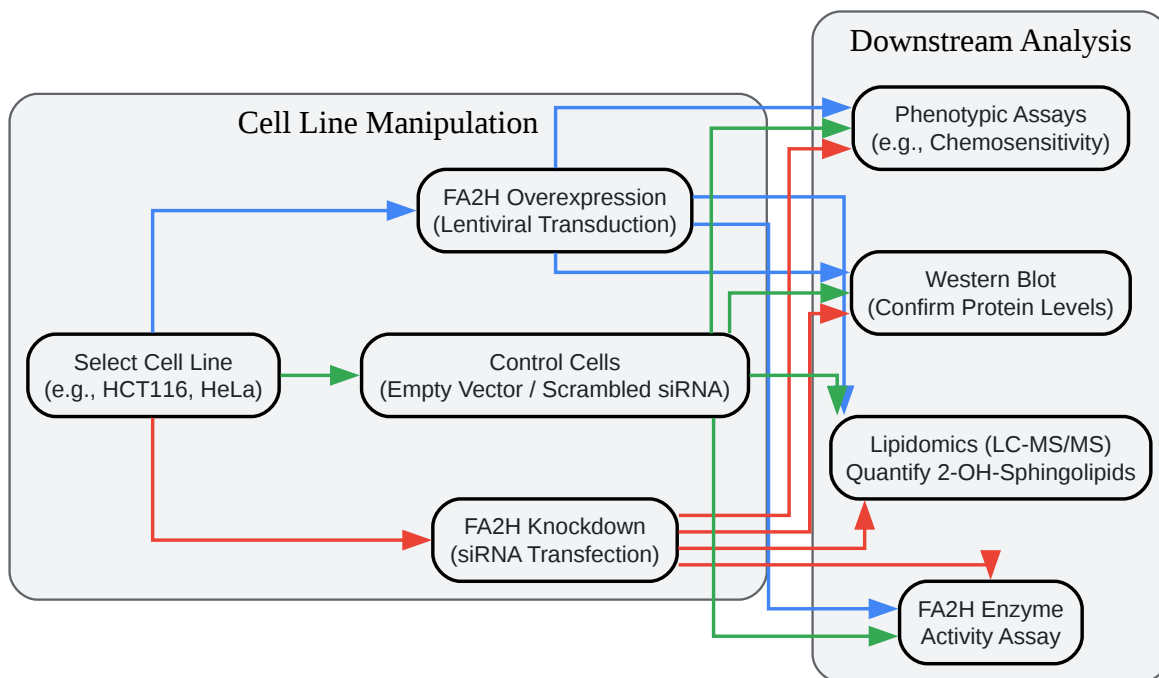 Downstream Analysis
Cell Line Manipulation
Phenotypic Assays
(e.g., Chemosensitivity)
FA2H Overexpression
(Lentiviral Transduction)
Western Blot
(Confirm Protein Levels)
Select Cell Line
(e.g., HCT116, HeLa)
Control Cells
(Empty Vector / Scrambled siRNA)
Lipidomics (LC-MS/MS)
Quantify 2-OH-Sphingolipids
FA2H Knockdown
(siRNA Transfection)
FA2H Enzyme
Activity Assay